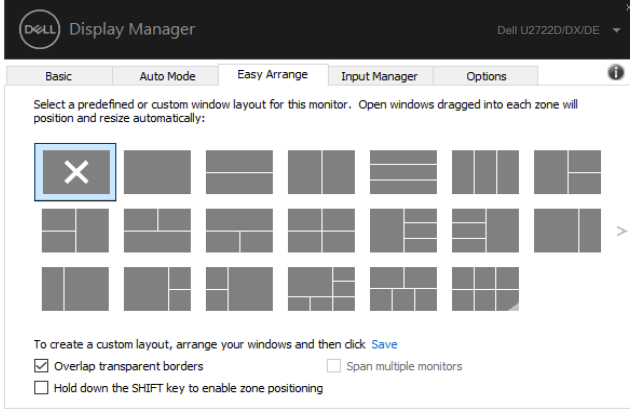 DELL Display Manager
Dell U2722D/DX/DE
Basic Auto Mode Easy Arrange Input Manager Options
Select a predefined or custom window layout for this monitor. Open windows dragged into each zone will
position and resize automatically:
To create a custom layout, arrange your windows and then click Save
Overlap transparent borders
Span multiple monitors
Hold down the SHIFT key to enable zone positioning